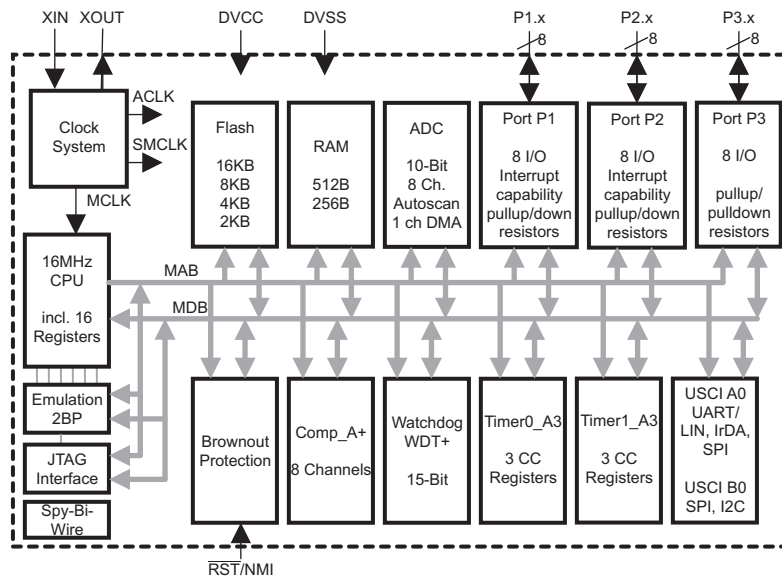 XIN XOUT DVCC DVSS P1.x P2.x P3.x
8 8 8
ACLK
SMCLK
MCLK
Clock
System
Flash
16KB
8KB
4KB
2KB
RAM
512B
256B
ADC
10-Bit
8 Ch.
Autoscan
1 ch DMA
Port P1
8 I/O
Interrupt
capability
pullup/down
resistors
Port P2
8 I/O
Interrupt
capability
pullup/down
resistors
Port P3
8 I/O
pullup/
pulldown
resistors
16MHz
CPU
incl. 16
Registers
MAB
MDB
Emulation
2BP
JTAG
Interface
Spy-Bi-
Wire
Brownout
Protection
Comp_A+
8 Channels
Watchdog
WDT+
15-Bit
Timer0_A3
3 CC
Registers
Timer1_A3
3 CC
Registers
USCI A0
UART/
LIN, IrDA,
SPI
USCI B0
SPI, I2C
RST/NMI